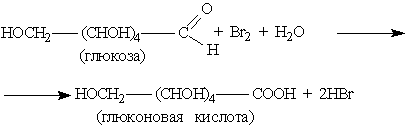 HOCH₂—(CHOH)₄—C(=O)H + Br₂ + H₂O ⟶
(глюкоза)
⟶ HOCH₂—(CHOH)₄—COOH + 2HBr
(глюконовая кислота)